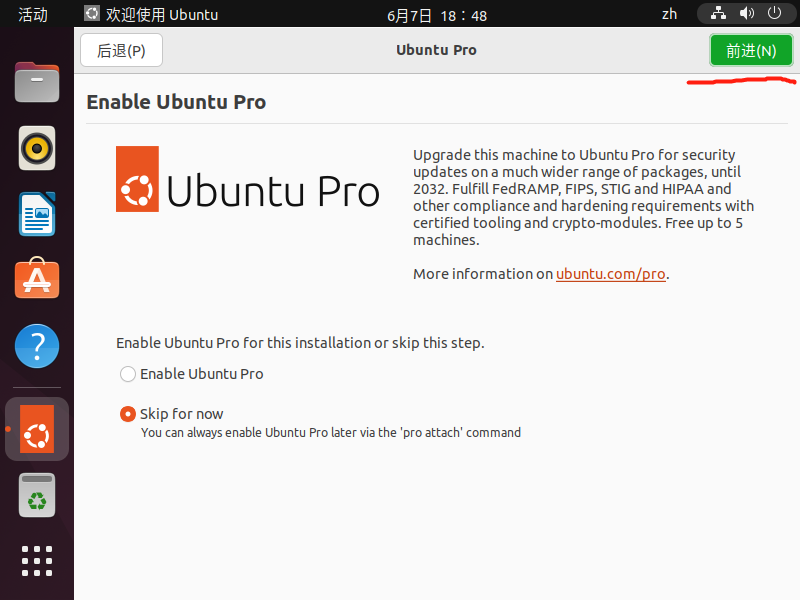 活动 欢迎使用 Ubuntu 6月7日 18：48 zh
后退(P) Ubuntu Pro 前进(N)
Enable Ubuntu Pro
Ubuntu Pro
Upgrade this machine to Ubuntu Pro for security
updates on a much wider range of packages, until
2032. Fulfill FedRAMP, FIPS, STIG and HIPAA and
other compliance and hardening requirements with
certified tooling and crypto-modules. Free up to 5
machines.
More information on ubuntu.com/pro.
Enable Ubuntu Pro for this installation or skip this step.
Enable Ubuntu Pro
Skip for now
You can always enable Ubuntu Pro later via the 'pro attach' command